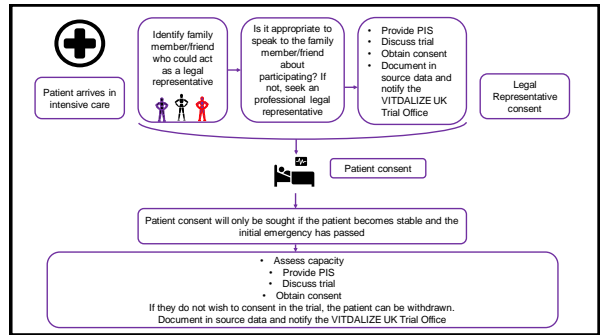 Patient arrives in
intensive care
Identify family
member/friend
who could act
as a legal
representative
Is it appropriate to
speak to the family
member/friend
about
participating? If
not, seek an
professional legal
representative
• Provide PIS
• Discuss trial
• Obtain consent
• Document in
source data and
notify the
VITDALIZE UK
Trial Office
Legal
Representative
consent
Patient consent
Patient consent will only be sought if the patient becomes stable and the
initial emergency has passed
• Assess capacity
• Provide PIS
• Discuss trial
• Obtain consent
If they do not wish to consent in the trial, the patient can be withdrawn.
Document in source data and notify the VITDALIZE UK Trial Office